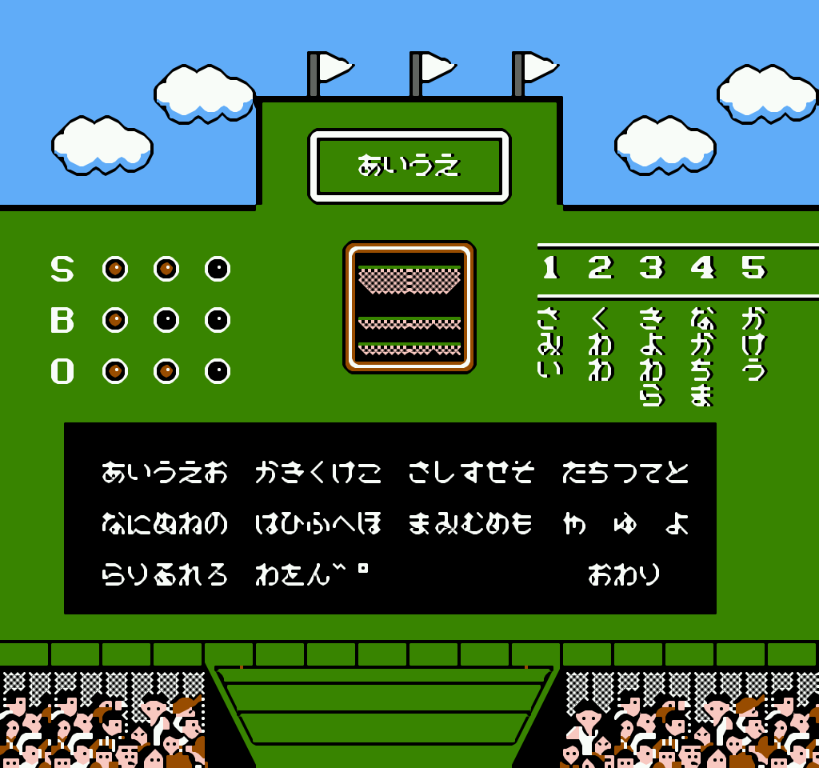 あいうえ
S
B
O
1 2 3 4 5
さみい
くわわ
きよわら
なかちま
かけう
あいうえお かきくけこ さしすせそ たちつてと
なにぬねの はひふへほ まみむめも や ゆ よ
らりるれろ わをん゛゜ おわり